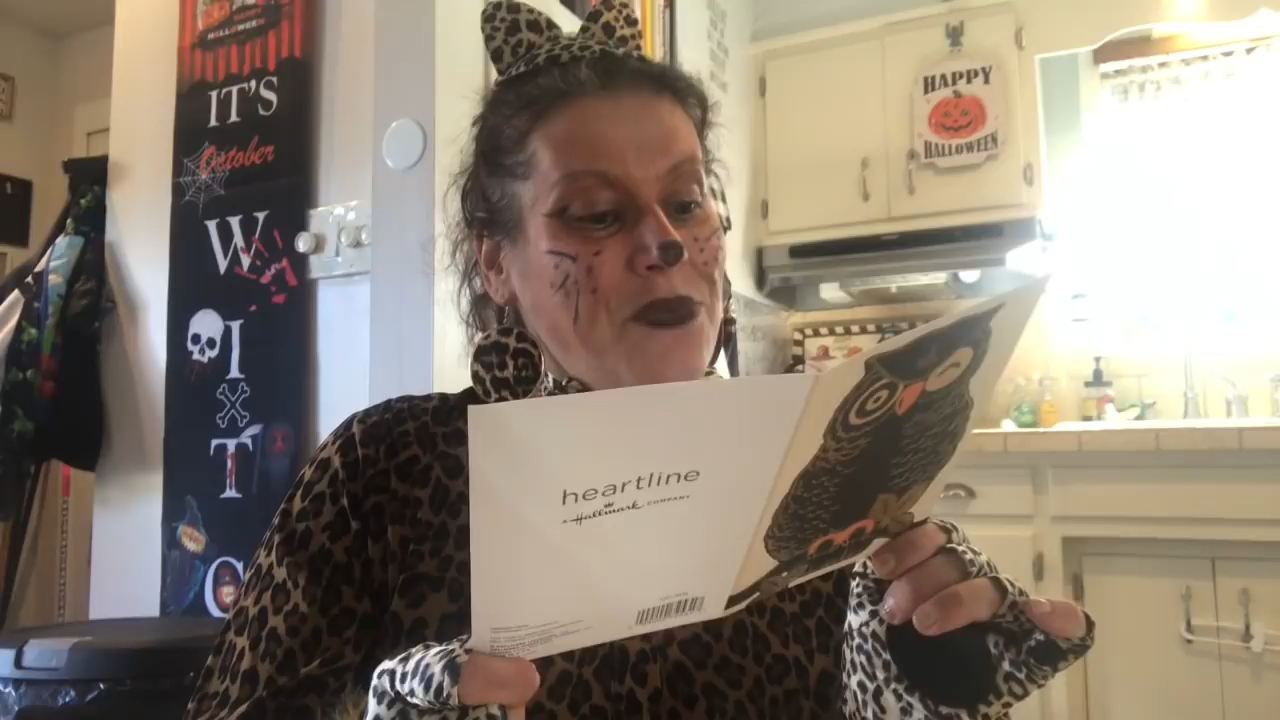 HAPPY
HALLOWEEN
IT'S
October
W
I
T
C
HAPPY
HALLOWEEN
heartline
A Hallmark COMPANY